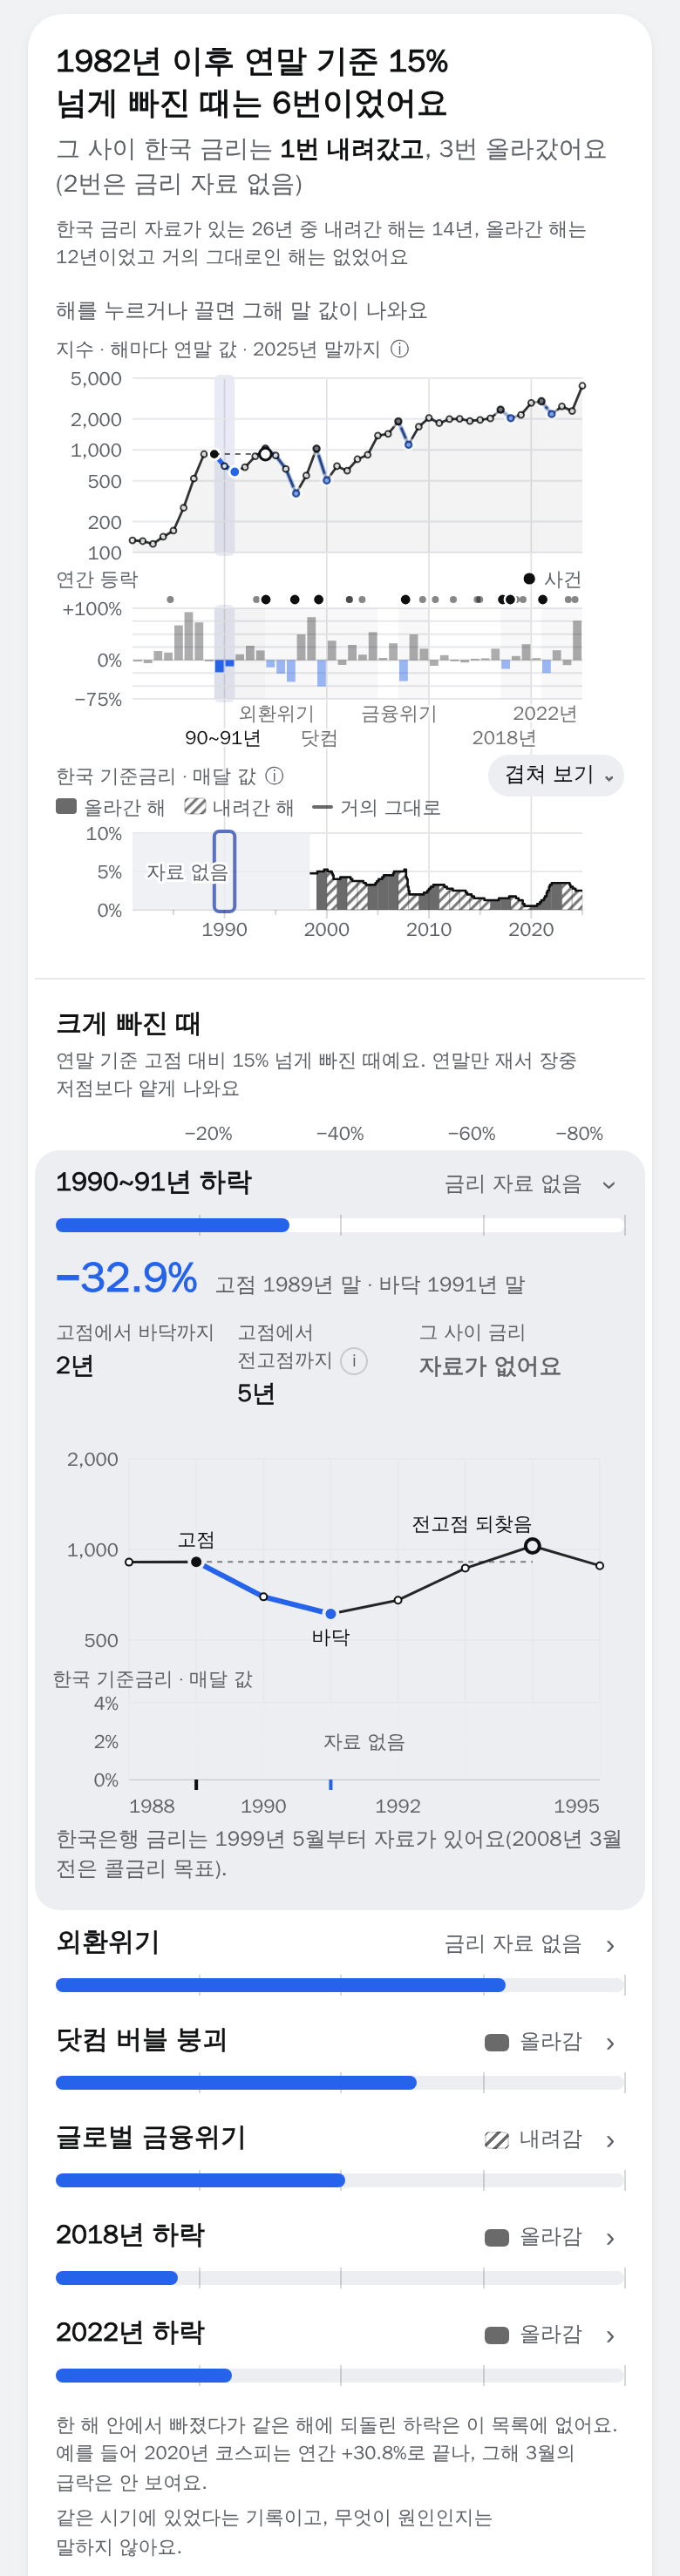 1982년 이후 연말 기준 15%
넘게 빠진 때는 6번이었어요
그 사이 한국 금리는 1번 내려갔고, 3번 올라갔어요
(2번은 금리 자료 없음)
한국 금리 자료가 있는 26년 중 내려간 해는 14년, 올라간 해는
12년이었고 거의 그대로인 해는 없었어요
해를 누르거나 끌면 그해 말 값이 나와요
지수 · 해마다 연말 값 · 2025년 말까지 ⓘ
5,000
2,000
1,000
500
200
100
연간 등락
사건
+100%
0%
−75%
외환위기 금융위기 2022년
90~91년 닷컴 2018년
한국 기준금리 · 매달 값 ⓘ
겹쳐 보기
올라간 해 내려간 해 거의 그대로
10%
5%
0%
자료 없음
1990 2000 2010 2020
크게 빠진 때
연말 기준 고점 대비 15% 넘게 빠진 때예요. 연말만 재서 장중
저점보다 얕게 나와요
−20% −40% −60% −80%
1990~91년 하락 금리 자료 없음
−32.9% 고점 1989년 말 · 바닥 1991년 말
고점에서 바닥까지
2년
고점에서
전고점까지 ⓘ
5년
그 사이 금리
자료가 없어요
2,000
1,000
500
고점
전고점 되찾음
바닥
한국 기준금리 · 매달 값
4%
2%
0%
자료 없음
1988 1990 1992 1995
한국은행 금리는 1999년 5월부터 자료가 있어요(2008년 3월
전은 콜금리 목표).
외환위기 금리 자료 없음
닷컴 버블 붕괴 올라감
글로벌 금융위기 내려감
2018년 하락 올라감
2022년 하락 올라감
한 해 안에서 빠졌다가 같은 해에 되돌린 하락은 이 목록에 없어요.
예를 들어 2020년 코스피는 연간 +30.8%로 끝나, 그해 3월의
급락은 안 보여요.
같은 시기에 있었다는 기록이고, 무엇이 원인인지는
말하지 않아요.